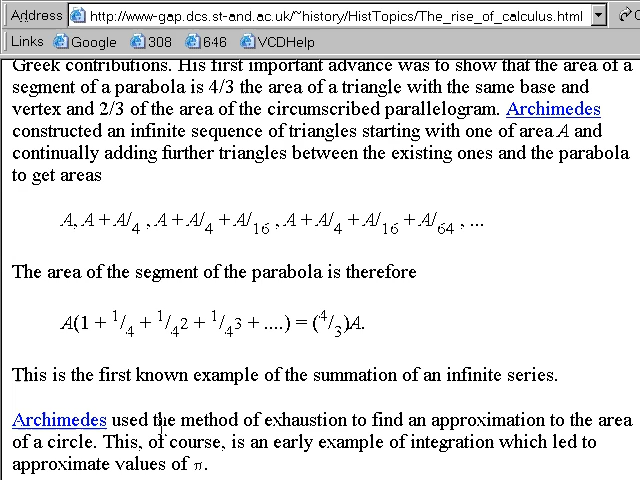 Address http://www-gap.dcs.st-and.ac.uk/~history/HistTopics/The_rise_of_calculus.html
Links Google 308 646 VCDHelp
Greek contributions. His first important advance was to show that the area of a
segment of a parabola is 4/3 the area of a triangle with the same base and
vertex and 2/3 of the area of the circumscribed parallelogram. Archimedes
constructed an infinite sequence of triangles starting with one of area A and
continually adding further triangles between the existing ones and the parabola
to get areas
A, A + A/4 , A + A/4 + A/16 , A + A/4 + A/16 + A/64 , ...
The area of the segment of the parabola is therefore
A(1 + 1/4 + 1/42 + 1/43 + ....) = (4/3)A.
This is the first known example of the summation of an infinite series.
Archimedes used the method of exhaustion to find an approximation to the area
of a circle. This, of course, is an early example of integration which led to
approximate values of π.